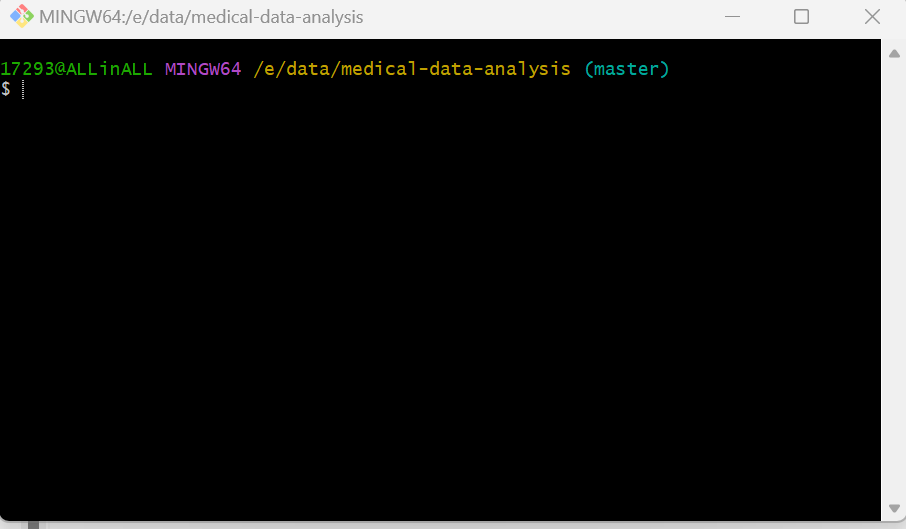 MINGW64:/e/data/medical-data-analysis
17293@ALLinALL MINGW64 /e/data/medical-data-analysis (master)
$